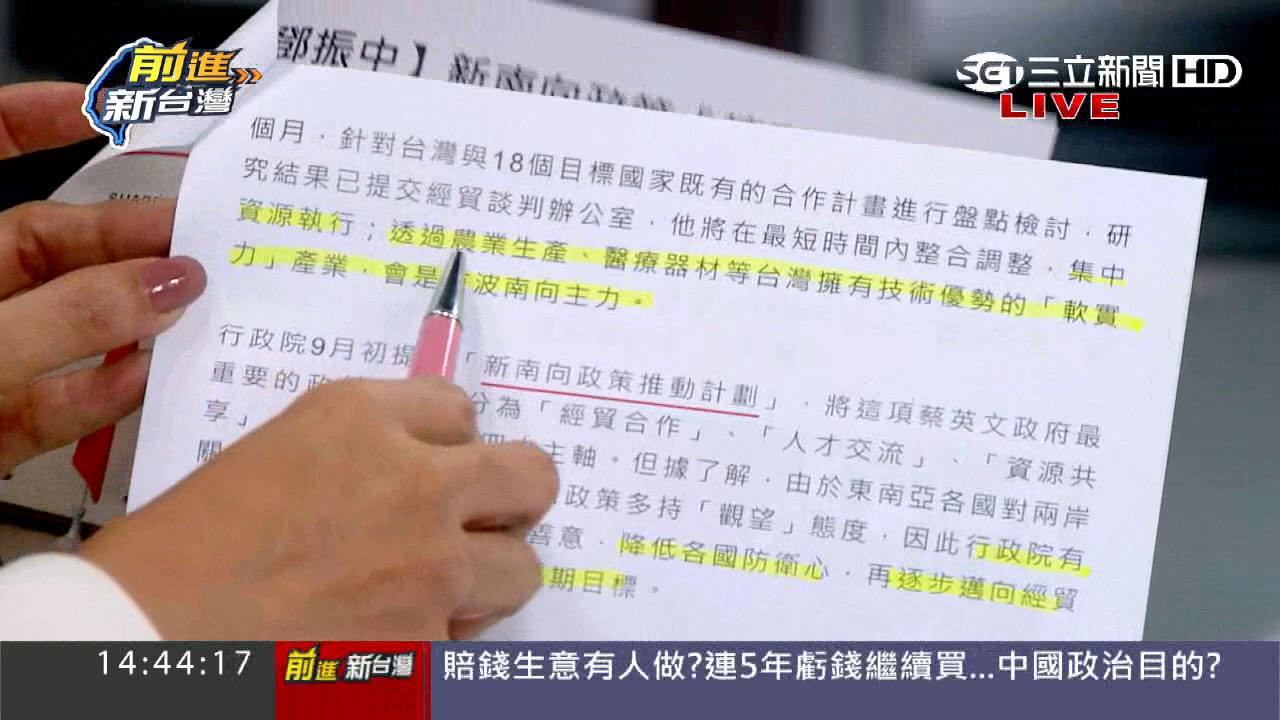 前進
新台灣
SET三立新聞HD
LIVE
鄧振中】新南向政策
個月，針對台灣與18個目標國家既有的合作計畫進行盤點檢討，研
究結果已提交經貿談判辦公室，他將在最短時間內整合調整，集中
資源執行；透過農業生產、醫療器材等台灣擁有技術優勢的「軟實
力」產業，會是 波南向主力。
行政院9月初提 「新南向政策推動計劃」，將這項蔡英文政府最
重要的政 分為「經貿合作」、「人才交流」、「資源共
享」 四大主軸。但據了解，由於東南亞各國對兩岸
關 政策多持「觀望」態度，因此行政院有
善意，降低各國防衛心，再逐步邁向經貿
期目標。
14:44:17
前進新台灣
賠錢生意有人做?連5年虧錢繼續買...中國政治目的?